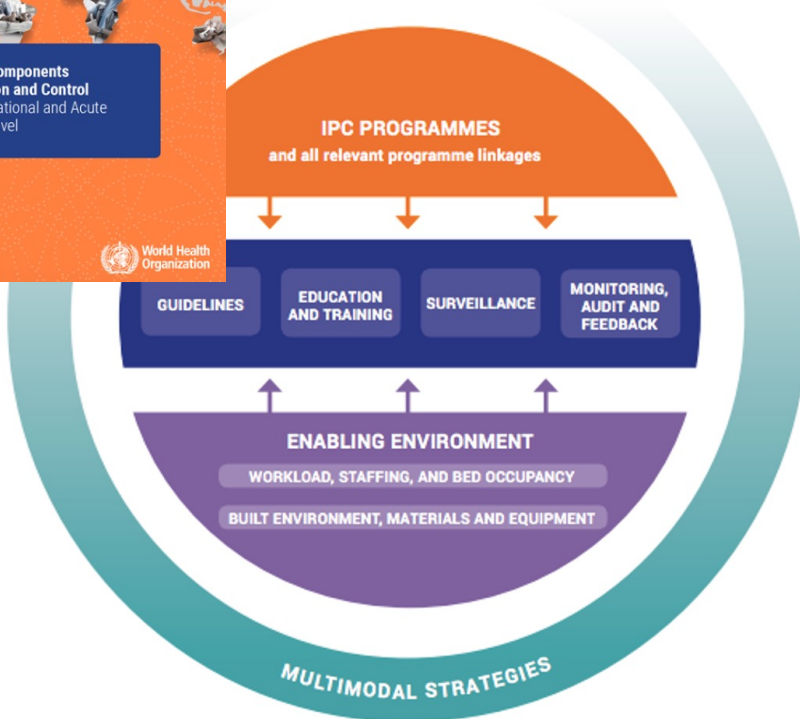 omponents
n and Control
ational and Acute
vel
World Health
Organization
IPC PROGRAMMES
and all relevant programme linkages
GUIDELINES
EDUCATION
AND TRAINING
SURVEILLANCE
MONITORING,
AUDIT AND
FEEDBACK
ENABLING ENVIRONMENT
WORKLOAD, STAFFING, AND BED OCCUPANCY
BUILT ENVIRONMENT, MATERIALS AND EQUIPMENT
MULTIMODAL STRATEGIES